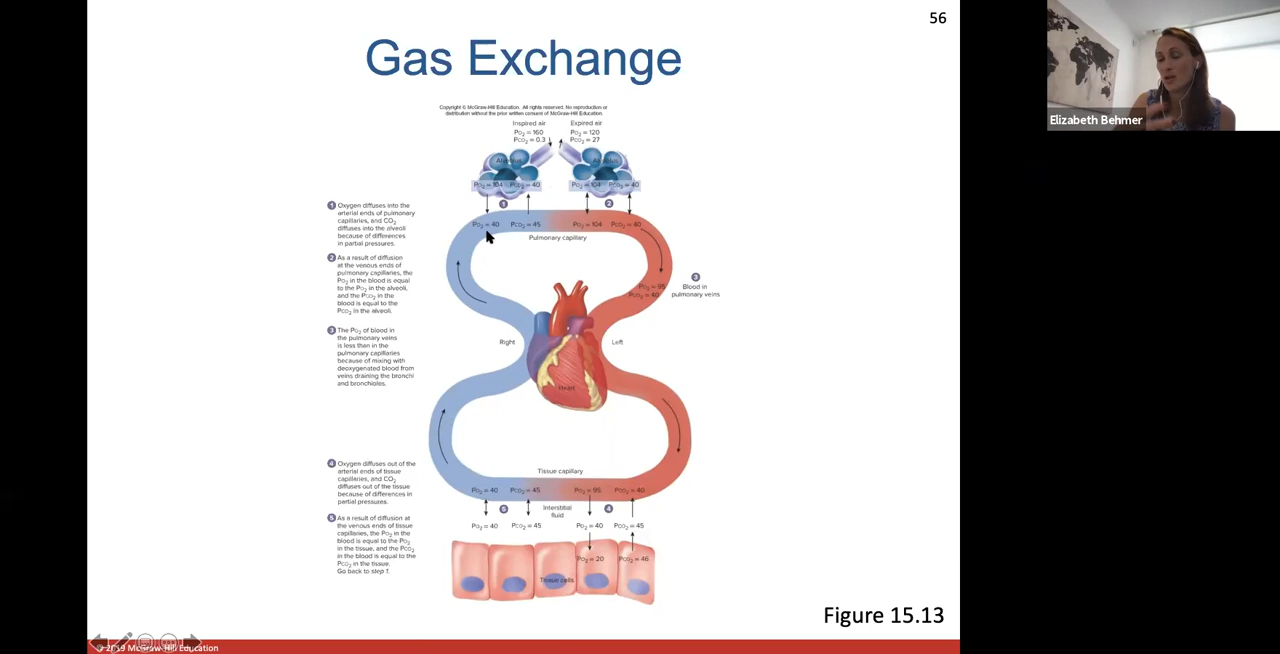 56
Gas Exchange
Elizabeth Behmer
Copyright © McGraw-Hill Education. All rights reserved. No reproduction or
distribution without the prior written consent of McGraw-Hill Education.
Inspired air
PO₂ = 160
PCO₂ = 0.3
Expired air
PO₂ = 120
PCO₂ = 27
Alveolus
Alveolus
PO₂ = 104 PCO₂ = 40
PO₂ = 104 PCO₂ = 40
1
2
PO₂ = 40 PCO₂ = 45
PO₂ = 104 PCO₂ = 40
Pulmonary capillary
1 Oxygen diffuses into the
arterial ends of pulmonary
capillaries, and CO₂
diffuses into the alveoli
because of differences
in partial pressures.
2 As a result of diffusion
at the venous ends of
pulmonary capillaries, the
PO₂ in the blood is equal
to the PO₂ in the alveoli,
and the PCO₂ in the
blood is equal to the
PCO₂ in the alveoli.
3 The PO₂ of blood in
the pulmonary veins
is less than in the
pulmonary capillaries
because of mixing with
deoxygenated blood from
veins draining the bronchi
and bronchioles.
PO₂ = 95
PCO₂ = 40
3
Blood in
pulmonary veins
Right
Left
Heart
4 Oxygen diffuses out of the
arterial ends of tissue
capillaries, and CO₂
diffuses out of the tissue
because of differences in
partial pressures.
5 As a result of diffusion at
the venous ends of tissue
capillaries, the PO₂ in the
blood is equal to the PO₂
in the tissue, and the PCO₂
in the blood is equal to the
PCO₂ in the tissue.
Go back to step 1.
Tissue capillary
PO₂ = 40 PCO₂ = 45
PO₂ = 95 PCO₂ = 40
5
Interstitial
fluid
4
PO₂ = 40 PCO₂ = 45
PO₂ = 40 PCO₂ = 45
PO₂ = 20 PCO₂ = 46
Tissue cells
Figure 15.13
© 2019 McGraw-Hill Education